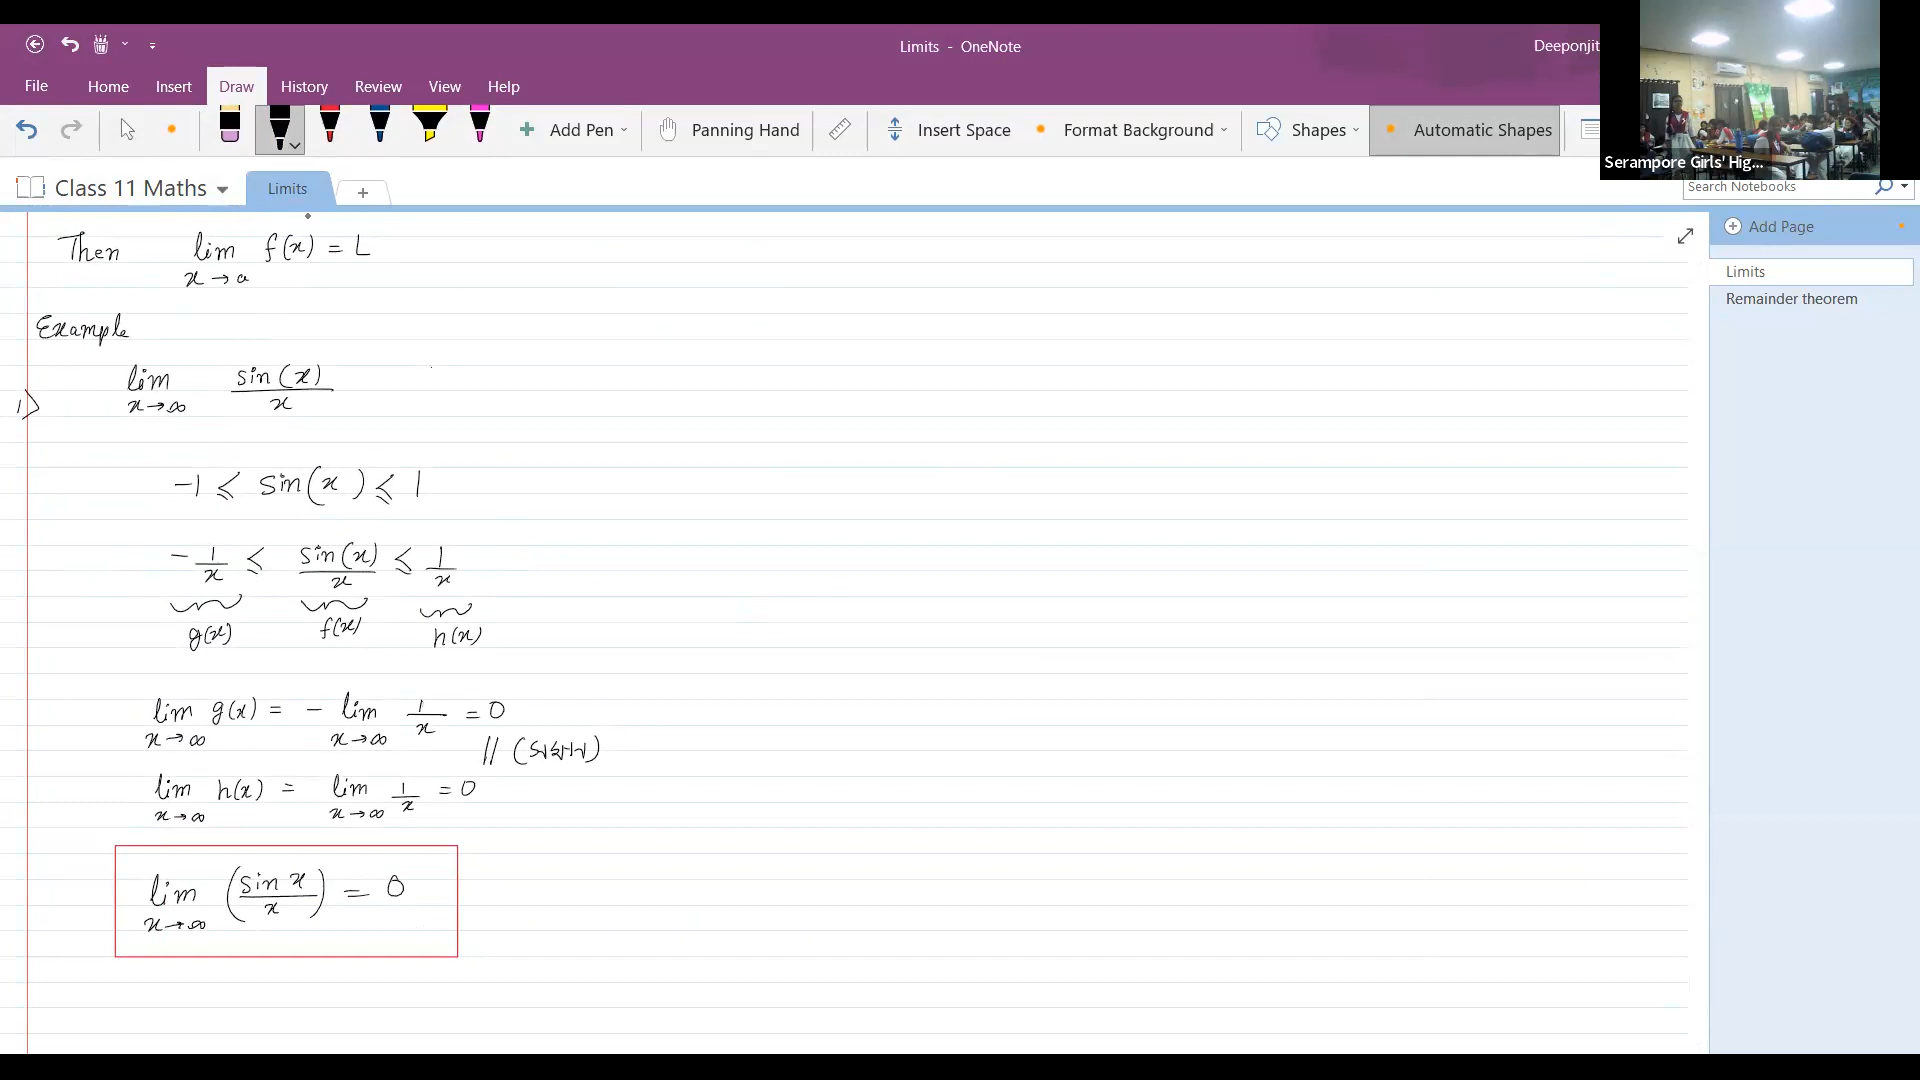 Limits - OneNote
Deeponjit
File Home Insert Draw History Review View Help
Add Pen Panning Hand Insert Space Format Background Shapes Automatic Shapes
Serampore Girls' Hig...
Class 11 Maths Limits
Search Notebooks
Add Page
Limits
Remainder theorem
Then lim x→a f(x) = L
Example
1) lim x→∞ sin(x)/x
-1 ⩽ sin(x) ⩽ 1
-1/x ⩽ sin(x)/x ⩽ 1/x
g(x) f(x) h(x)
lim x→∞ g(x) = - lim x→∞ 1/x = 0
lim x→∞ h(x) = lim x→∞ 1/x = 0
lim x→∞ (sin x/x) = 0